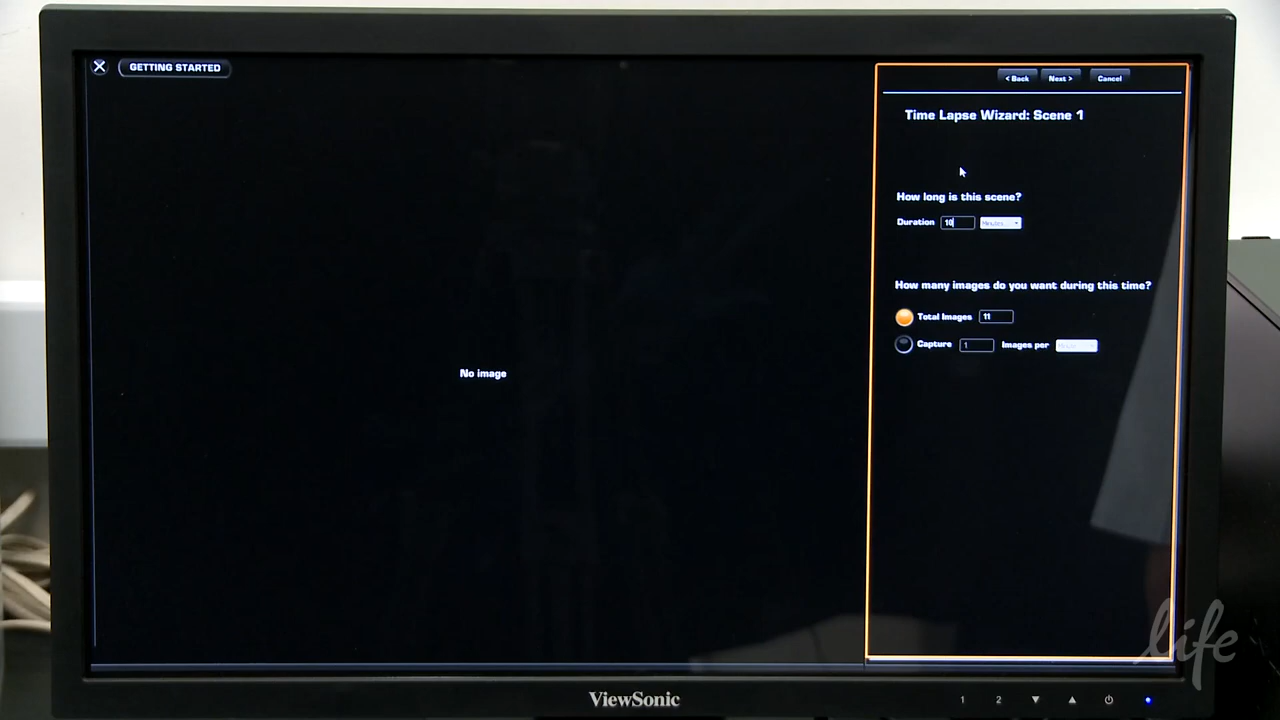 GETTING STARTED
< Back Next > Cancel
Time Lapse Wizard: Scene 1
How long is this scene?
Duration 10 Minutes
How many images do you want during this time?
Total Images 11
Capture 1 Images per
No image
life
ViewSonic
1 2